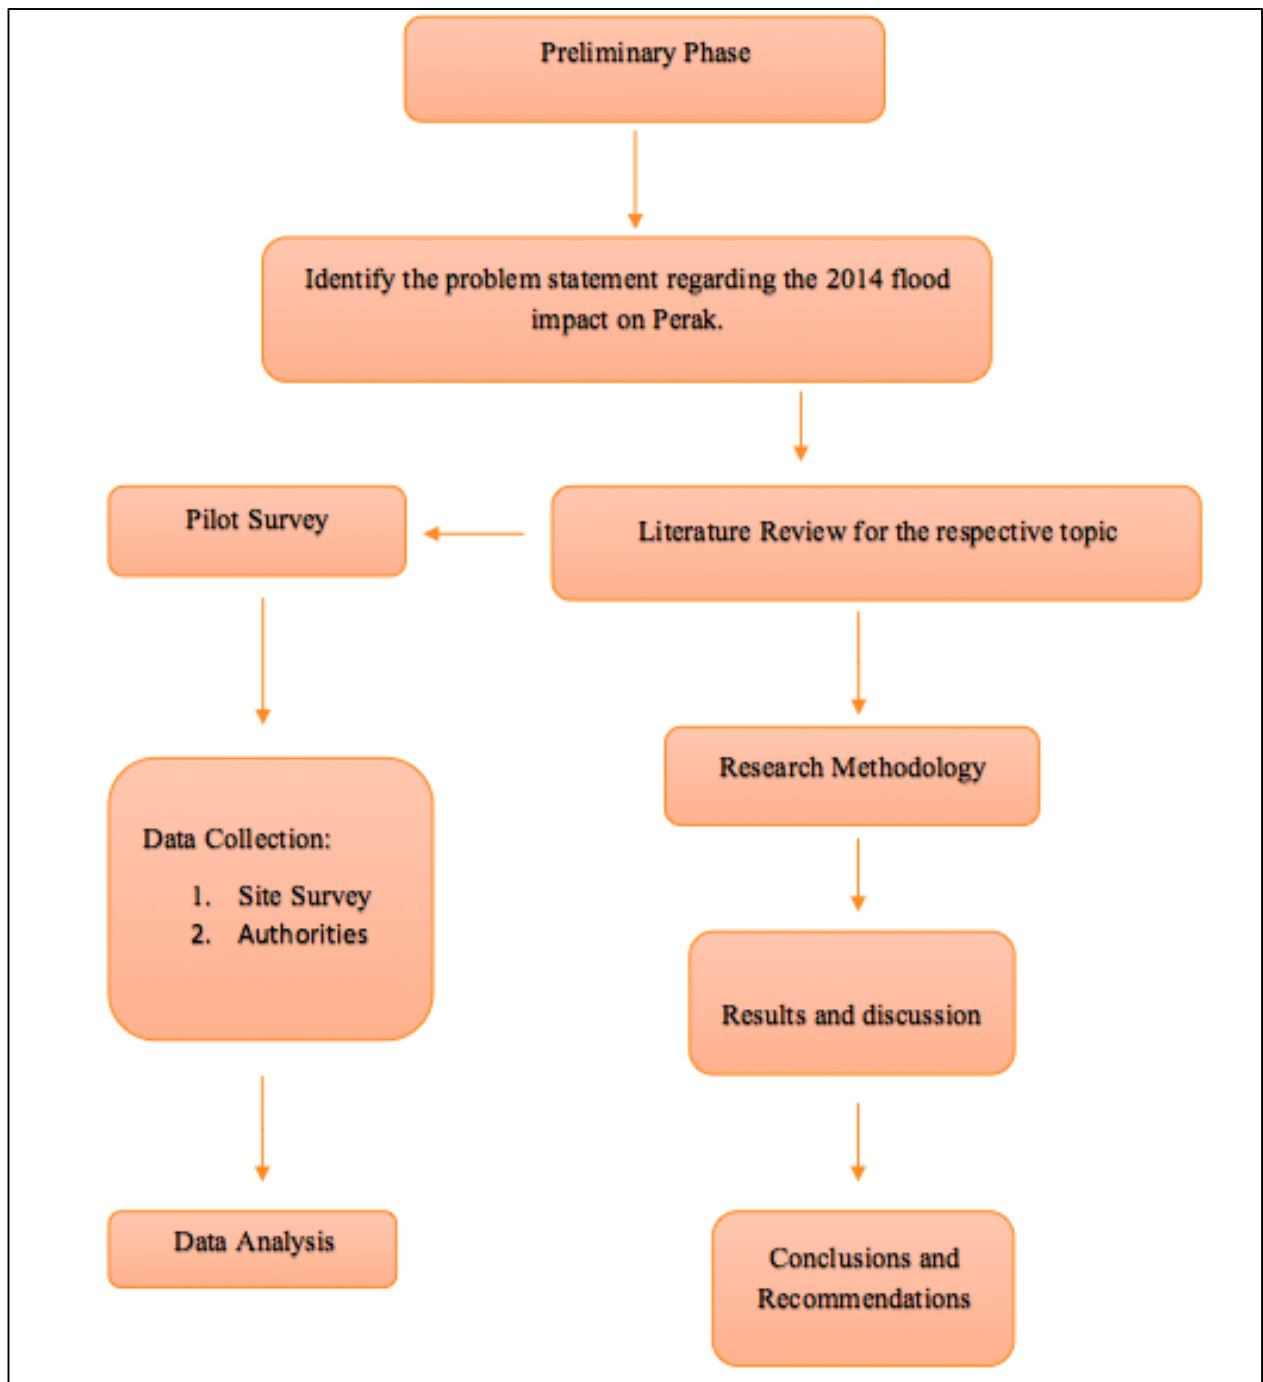 Preliminary Phase
Identify the problem statement regarding the 2014 flood
impact on Perak.
Pilot Survey
Literature Review for the respective topic
Research Methodology
Data Collection:
1. Site Survey
2. Authorities
Results and discussion
Data Analysis
Conclusions and
Recommendations